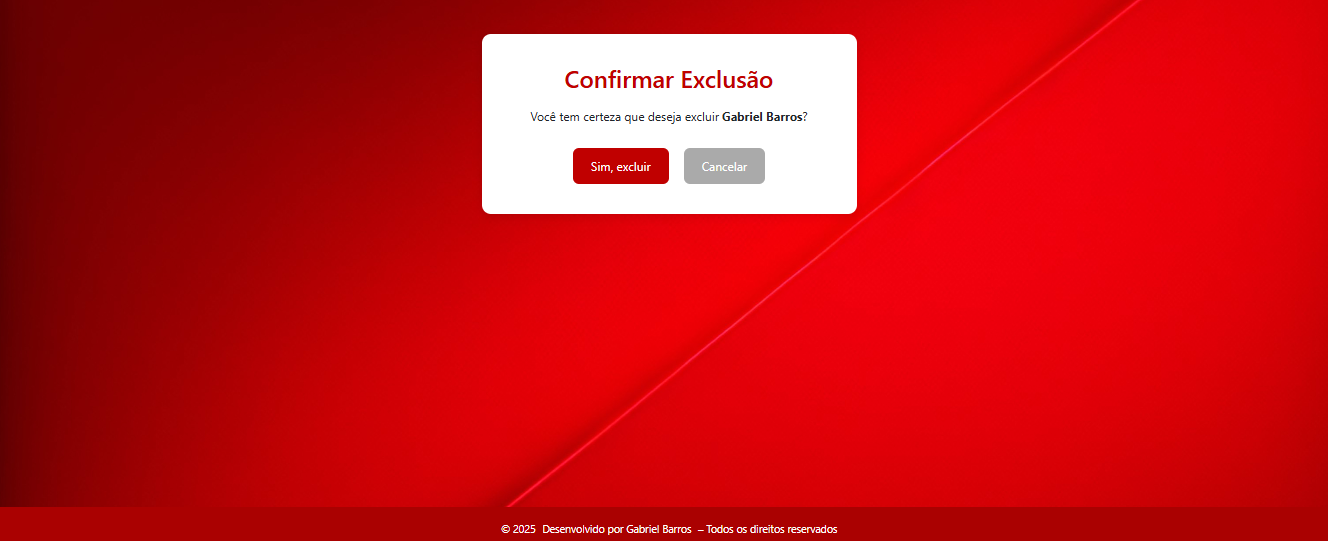 Confirmar Exclusão
Você tem certeza que deseja excluir Gabriel Barros?
Sim, excluir
Cancelar
© 2025 Desenvolvido por Gabriel Barros – Todos os direitos reservados